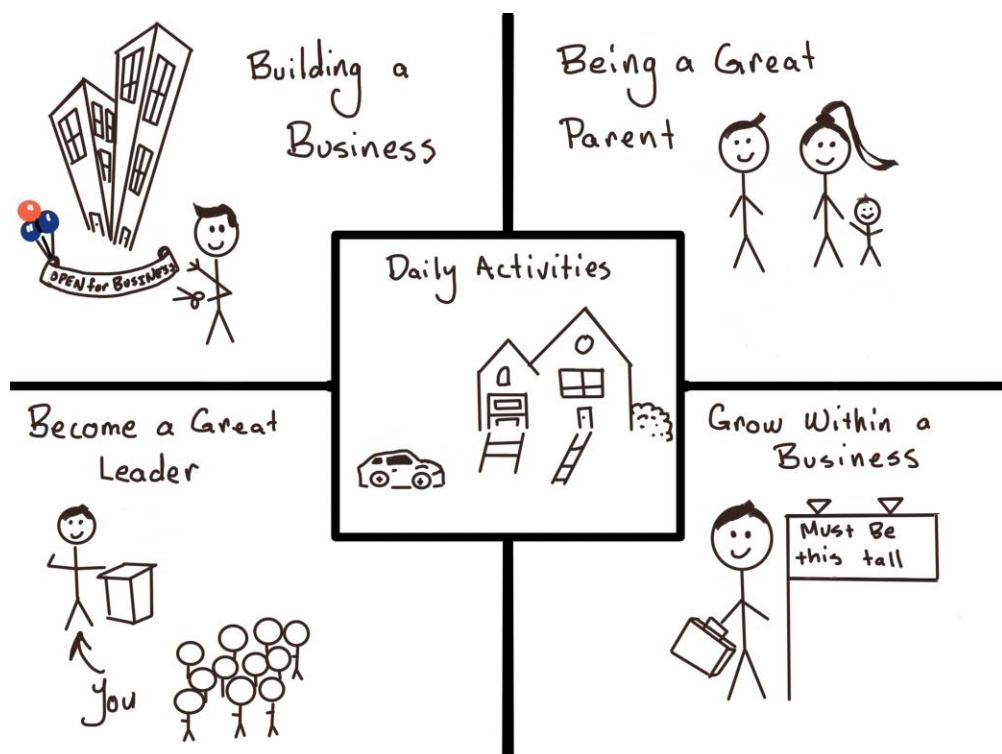 Building a
Business
OPEN for BUSINESS
Being a Great
Parent
Daily Activities
Become a Great
Leader
You
Grow Within a
Business
Must Be
this tall